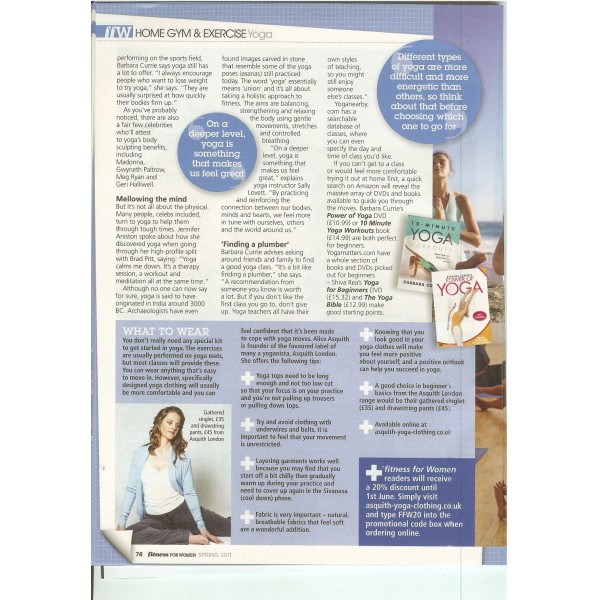 ffW HOME GYM & EXERCISE Yoga
performing on the sports field,
Barbara Currie says yoga still has
a lot to offer. "I always encourage
people who want to lose weight
to try yoga," she says. "They are
usually surprised at how quickly
their bodies firm up."
As you've probably
noticed, there are also
a fair few celebrities
who'll attest
to yoga's body
sculpting benefits,
including
Madonna,
Gwyneth Paltrow,
Meg Ryan and
Geri Halliwell.
Mellowing the mind
But it's not all about the physical.
Many people, celebs included,
turn to yoga to help them
through tough times. Jennifer
Aniston spoke about how she
discovered yoga when going
through her high-profile split
with Brad Pitt, saying: "Yoga
calms me down. It's a therapy
session, a workout and
meditation all at the same time."
Although no one can say
for sure, yoga is said to have
originated in India around 3000
BC. Archaeologists have even
On a
deeper level,
yoga is
something
that makes
us feel great
found images carved in stone
that resemble some of the yoga
poses (asanas) still practiced
today. The word 'yoga' essentially
means 'union' and it's all about
taking a holistic approach to
fitness. The aims are balancing,
strengthening and relaxing
the body using gentle
movements, stretches
and controlled
breathing.
"On a deeper
level, yoga is
something that
makes us feel
great," explains
yoga instructor Sally
Lovett. "By practicing
and reinforcing the
connection between our bodies,
minds and hearts, we feel more
in tune with ourselves, others
and the world around us."
'Finding a plumber'
Barbara Currie advises asking
around friends and family to find
a good yoga class. "It's a bit like
finding a plumber," she says.
"A recommendation from
someone you know is worth
a lot. But if you don't like the
first class you go to, don't give
up. Yoga teachers all have their
own styles
of teaching,
so you might
still enjoy
someone
else's classes."
Yoganearby.
com has a
searchable
database of
classes, where
you can even
specify the day and
time of class you'd like.
If you can't get to a class
or would feel more comfortable
trying it out at home first, a quick
search on Amazon will reveal the
massive array of DVDs and books
available to guide you through
the moves. Barbara Currie's
Power of Yoga DVD
(£10.99) or 10 Minute
Yoga Workouts book
(£14.99) are both perfect
for beginners.
Yogamatters.com have
a whole section of
books and DVDs picked
out for beginners
– Shiva Rea's Yoga
for Beginners DVD
(£15.32) and The Yoga
Bible (£12.99) make
good starting points.
Different types
of yoga are more
difficult and more
energetic than
others, so think
about that before
choosing which
one to go for
10-MINUTE
YOGA
WORKOUTS
BARBARA CU
YOGA
WHAT TO WEAR
You don't really need any special kit
to get started in yoga. The exercises
are usually performed on yoga mats,
but most classes will provide these.
You can wear anything that's easy
to move in. However, specifically
designed yoga clothing will usually
be more comfortable and you can
Gathered
singlet, £35
and drawstring
pants, £45 from
Asquith London
feel confident that it's been made
to cope with yoga moves. Alice Asquith
is founder of the favoured label of
many a yoganista, Asquith London.
She offers the following tips:
Yoga tops need to be long
enough and not too low cut
so that your focus is on your practice
and you're not pulling up trousers
or pulling down tops.
Try and avoid clothing with
underwires and belts. It is
important to feel that your movement
is unrestricted.
Layering garments works well
because you may find that you
start off a bit chilly then gradually
warm up during your practice and
need to cover up again in the Sivanasa
(cool down) phase.
Fabric is very important – natural,
breathable fabrics that feel soft
are a wonderful addition.
Knowing that you
look good in your
yoga clothes will make
you feel more positive
about yourself, and a positive outlook
can help you succeed in yoga.
A good choice in beginner's
basics from the Asquith London
range would be their gathered singlet
(£35) and drawstring pants (£45).
Available online at
asquith-yoga-clothing.co.uk
fitness for Women
readers will receive
a 20% discount until
1st June. Simply visit
asquith-yoga-clothing.co.uk
and type FFW20 into the
promotional code box when
ordering online.
78 fitness FOR WOMEN SPRING 2011